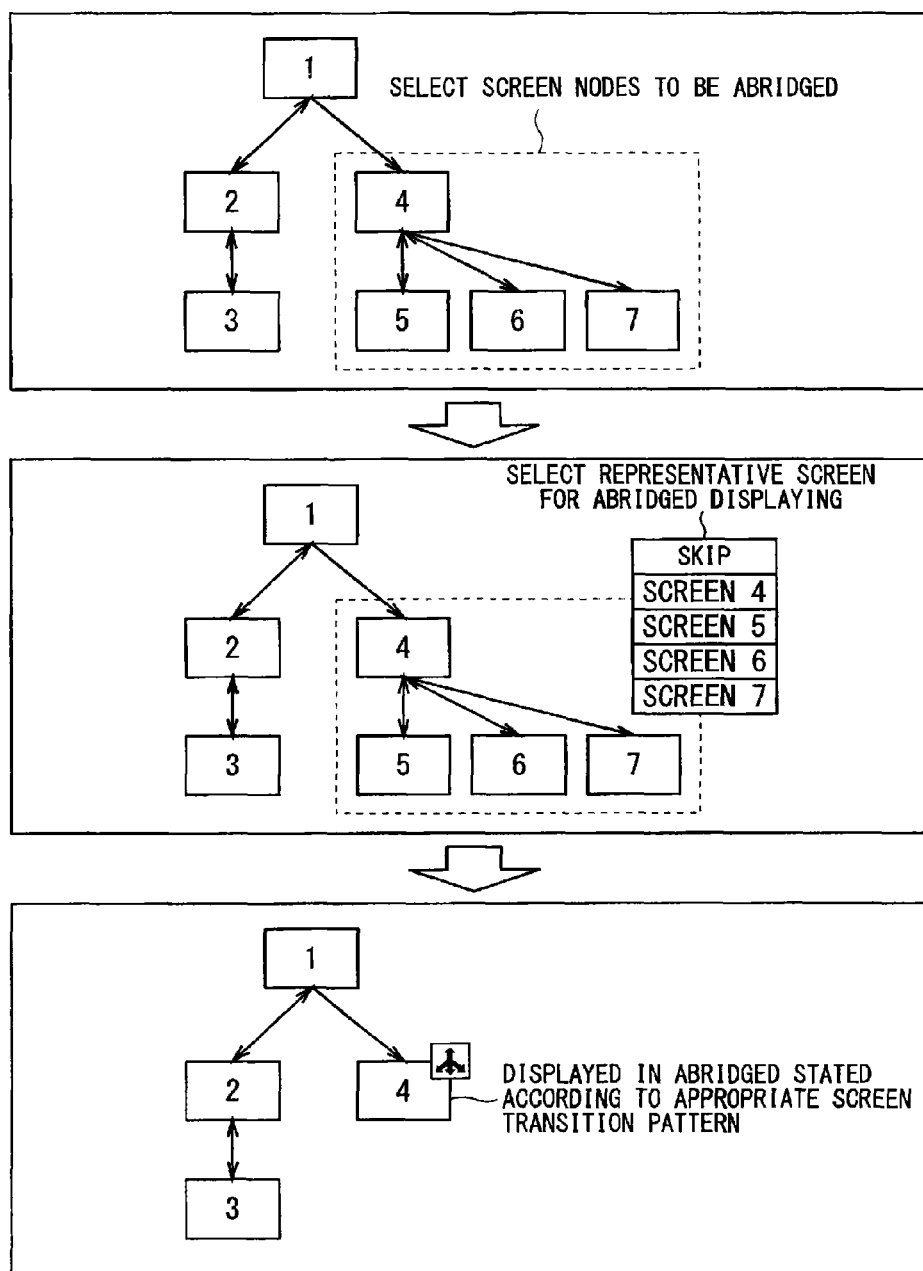 1
SELECT SCREEN NODES TO BE ABRIDGED
2
4
3
5
6
7
SELECT REPRESENTATIVE SCREEN
FOR ABRIDGED DISPLAYING
1
SKIP
SCREEN 4
SCREEN 5
SCREEN 6
SCREEN 7
2
4
3
5
6
7
1
2
4
DISPLAYED IN ABRIDGED STATED
ACCORDING TO APPROPRIATE SCREEN
TRANSITION PATTERN
3